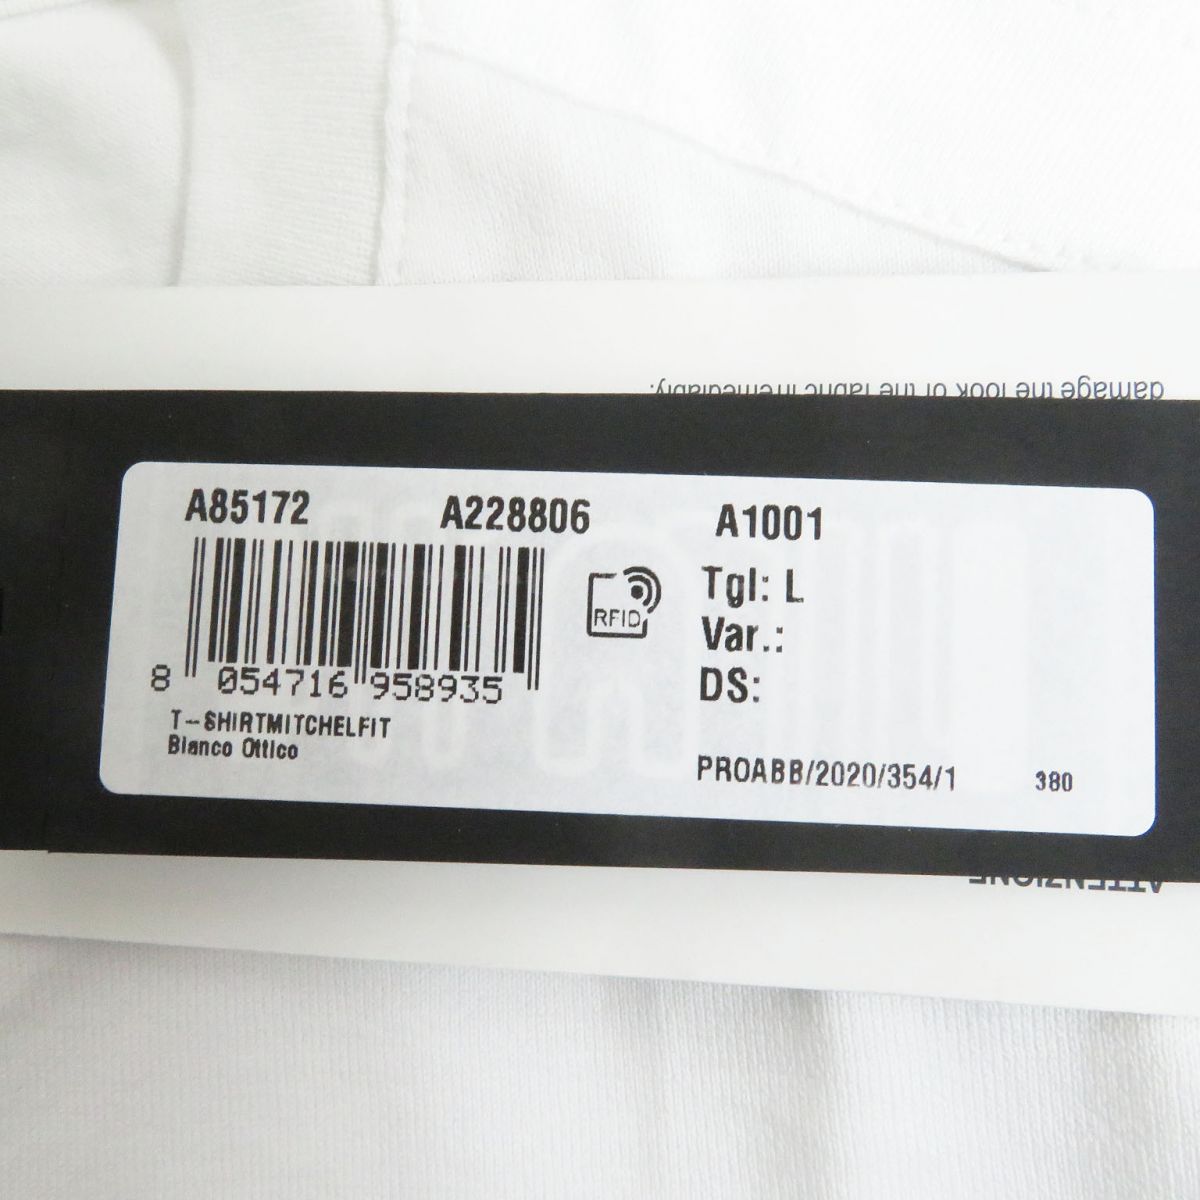 damage the look of the fabric irremediably.
A85172 A228806 A1001
RFID
Tgl: L
Var.:
DS:
8 054716 958935
T-SHIRTMITCHELFIT
Bianco Ottico
PROABB/2020/354/1 380
ATTENZIONE